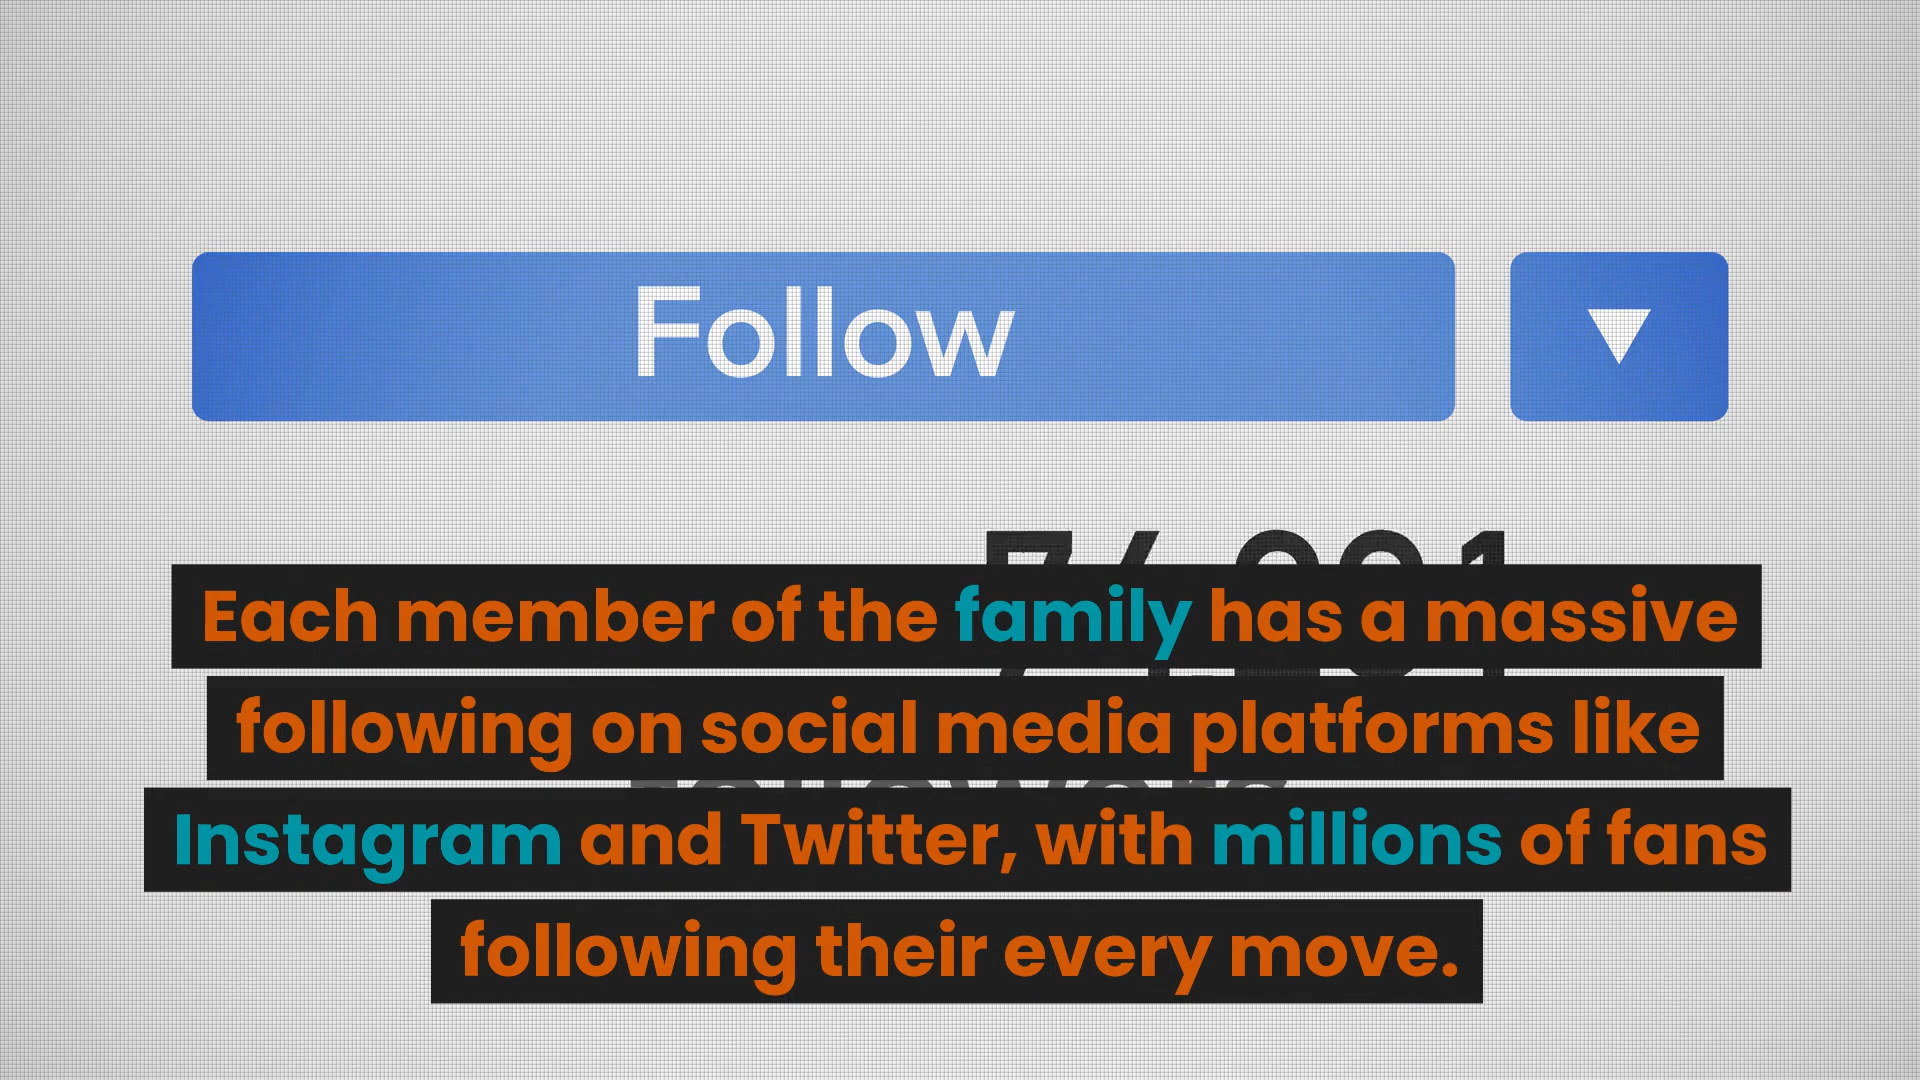 Follow
Each member of the family has a massive
following on social media platforms like
Instagram and Twitter, with millions of fans
following their every move.